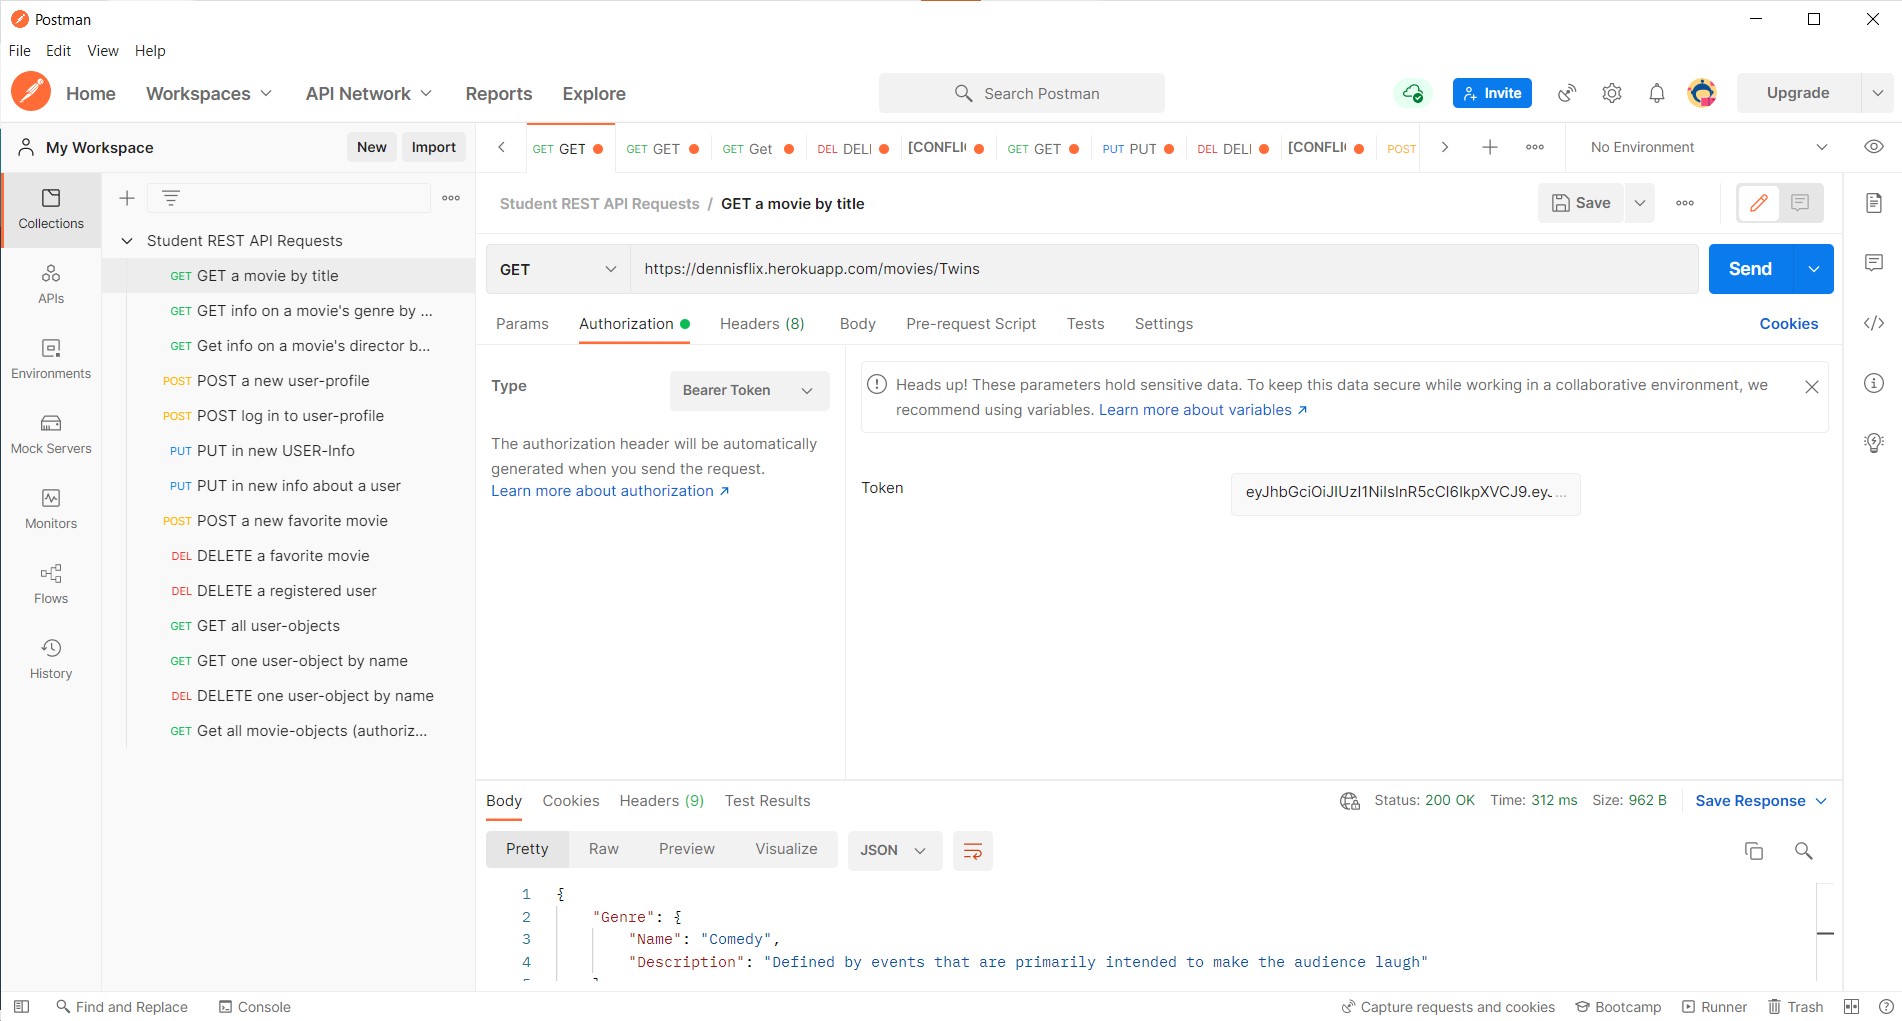 Postman
File Edit View Help
Home Workspaces API Network Reports Explore Search Postman Invite Upgrade
My Workspace New Import GET GET GET GET GET Get DEL DELI [CONFLI GET GET PUT PUT DEL DELI [CONFLI POST No Environment
Collections
APIs
Environments
Mock Servers
Monitors
Flows
History
Student REST API Requests
GET GET a movie by title
GET GET info on a movie's genre by ...
GET Get info on a movie's director b...
POST POST a new user-profile
POST POST log in to user-profile
PUT PUT in new USER-Info
PUT PUT in new info about a user
POST POST a new favorite movie
DEL DELETE a favorite movie
DEL DELETE a registered user
GET GET all user-objects
GET GET one user-object by name
DEL DELETE one user-object by name
GET Get all movie-objects (authoriz...
Student REST API Requests / GET a movie by title Save
GET https://dennisflix.herokuapp.com/movies/Twins Send
Params Authorization Headers (8) Body Pre-request Script Tests Settings Cookies
Type Bearer Token
The authorization header will be automatically
generated when you send the request.
Learn more about authorization ↗
Heads up! These parameters hold sensitive data. To keep this data secure while working in a collaborative environment, we
recommend using variables. Learn more about variables ↗
Token eyJhbGciOiJIUzI1NiIsInR5cCI6IkpXVCJ9.eyJ...
Body Cookies Headers (9) Test Results Status: 200 OK Time: 312 ms Size: 962 B Save Response
Pretty Raw Preview Visualize JSON
1 {
2 "Genre": {
3 "Name": "Comedy",
4 "Description": "Defined by events that are primarily intended to make the audience laugh"
Find and Replace Console Capture requests and cookies Bootcamp Runner Trash